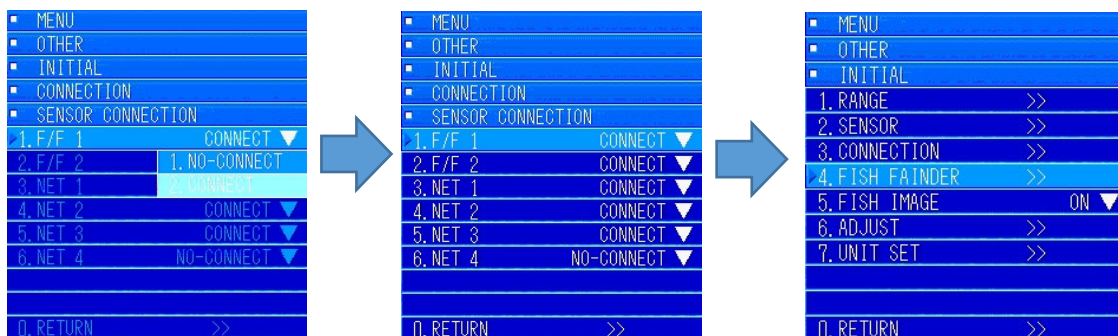 MENU
OTHER
INITIAL
CONNECTION
SENSOR CONNECTION
1.F/F 1 CONNECT ▼
2.F/F 2 1.NO-CONNECT
3.NET 1 2.CONNECT
4.NET 2 CONNECT ▼
5.NET 3 CONNECT ▼
6.NET 4 NO-CONNECT ▼
0.RETURN >>
MENU
OTHER
INITIAL
CONNECTION
SENSOR CONNECTION
1.F/F 1 CONNECT ▼
2.F/F 2 CONNECT ▼
3.NET 1 CONNECT ▼
4.NET 2 CONNECT ▼
5.NET 3 CONNECT ▼
6.NET 4 NO-CONNECT ▼
0.RETURN >>
MENU
OTHER
INITIAL
1.RANGE >>
2.SENSOR >>
3.CONNECTION >>
4.FISH FAINDER >>
5.FISH IMAGE ON ▼
6.ADJUST >>
7.UNIT SET >>
0.RETURN >>